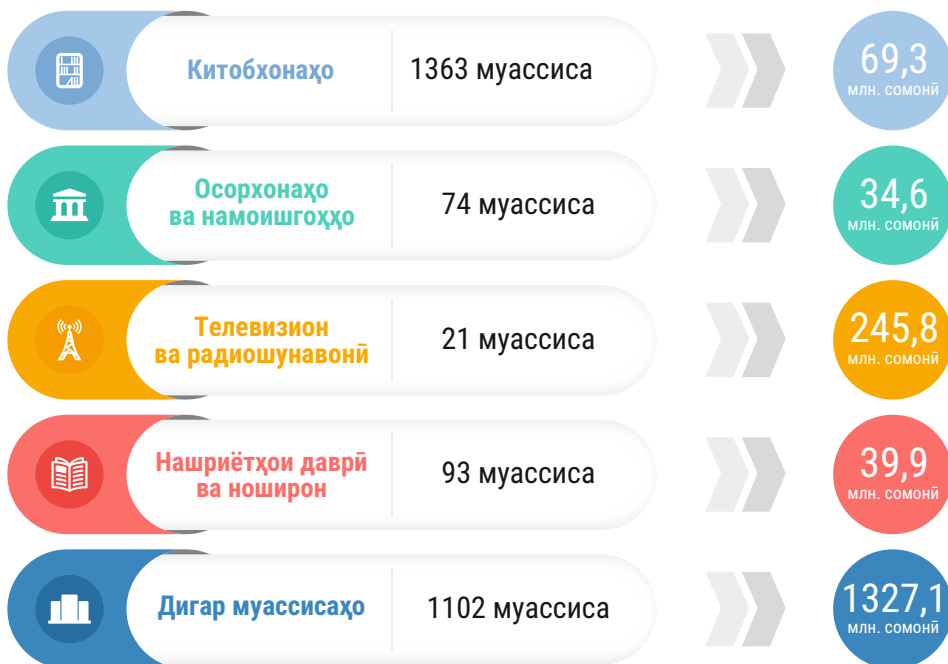 Китобхонаҳо
1363 муассиса
69,3
млн. сомонӣ
Осорхонаҳо
ва намоишгоҳҳо
74 муассиса
34,6
млн. сомонӣ
Телевизион
ва радиошунавонӣ
21 муассиса
245,8
млн. сомонӣ
Нашриётҳои даврӣ
ва ноширон
93 муассиса
39,9
млн. сомонӣ
Дигар муассисаҳо
1102 муассиса
1327,1
млн. сомонӣ